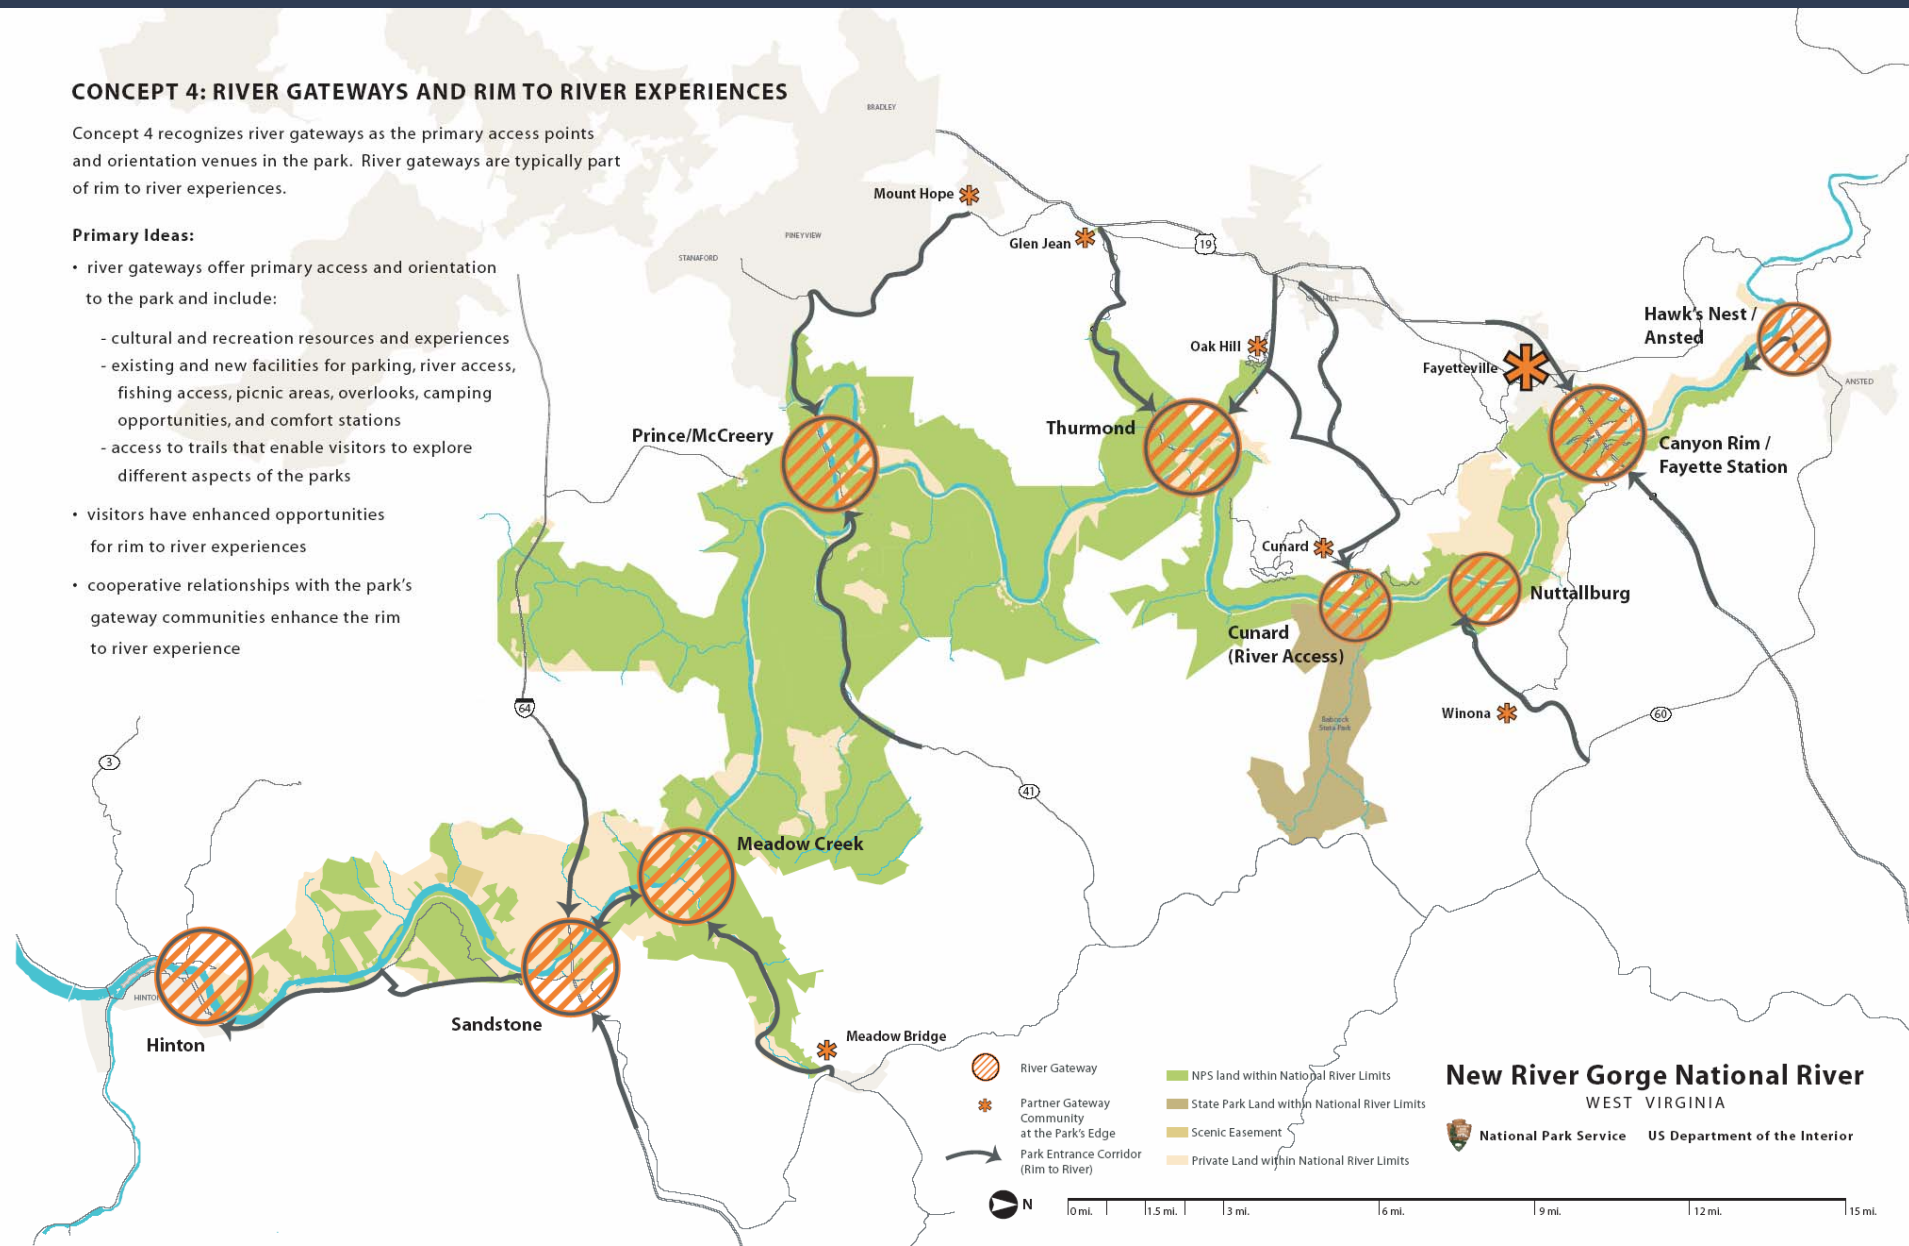 CONCEPT 4: RIVER GATEWAYS AND RIM TO RIVER EXPERIENCES
Concept 4 recognizes river gateways as the primary access points
and orientation venues in the park. River gateways are typically part
of rim to river experiences.
Primary Ideas:
• river gateways offer primary access and orientation
to the park and include:
- cultural and recreation resources and experiences
- existing and new facilities for parking, river access,
fishing access, picnic areas, overlooks, camping
opportunities, and comfort stations
- access to trails that enable visitors to explore
different aspects of the parks
• visitors have enhanced opportunities
for rim to river experiences
• cooperative relationships with the park's
gateway communities enhance the rim
to river experience
BRADLEY
Mount Hope
PINEY VIEW
STANAFORD
Glen Jean
19
OAK HILL
Oak Hill
Hawk's Nest /
Ansted
Fayetteville
ANSTED
Prince/McCreery
Thurmond
Canyon Rim /
Fayette Station
Cunard
Nuttallburg
Cunard
(River Access)
64
Winona
60
Babcock
State Park
3
41
Meadow Creek
HINTON
Hinton
Sandstone
Meadow Bridge
River Gateway
Partner Gateway
Community
at the Park's Edge
Park Entrance Corridor
(Rim to River)
NPS land within National River Limits
State Park Land within National River Limits
Scenic Easement
Private Land within National River Limits
New River Gorge National River
WEST VIRGINIA
National Park Service US Department of the Interior
N
0 mi. 1.5 mi. 3 mi. 6 mi. 9 mi. 12 mi. 15 mi.